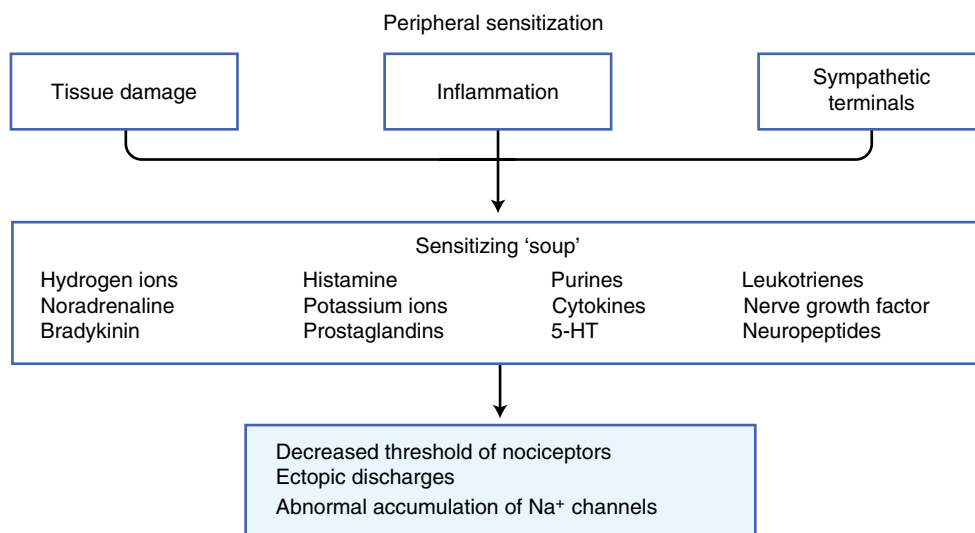 Peripheral sensitization
Tissue damage
Inflammation
Sympathetic
terminals
Sensitizing ‘soup’
Hydrogen ions
Noradrenaline
Bradykinin
Histamine
Potassium ions
Prostaglandins
Purines
Cytokines
5-HT
Leukotrienes
Nerve growth factor
Neuropeptides
Decreased threshold of nociceptors
Ectopic discharges
Abnormal accumulation of Na⁺ channels